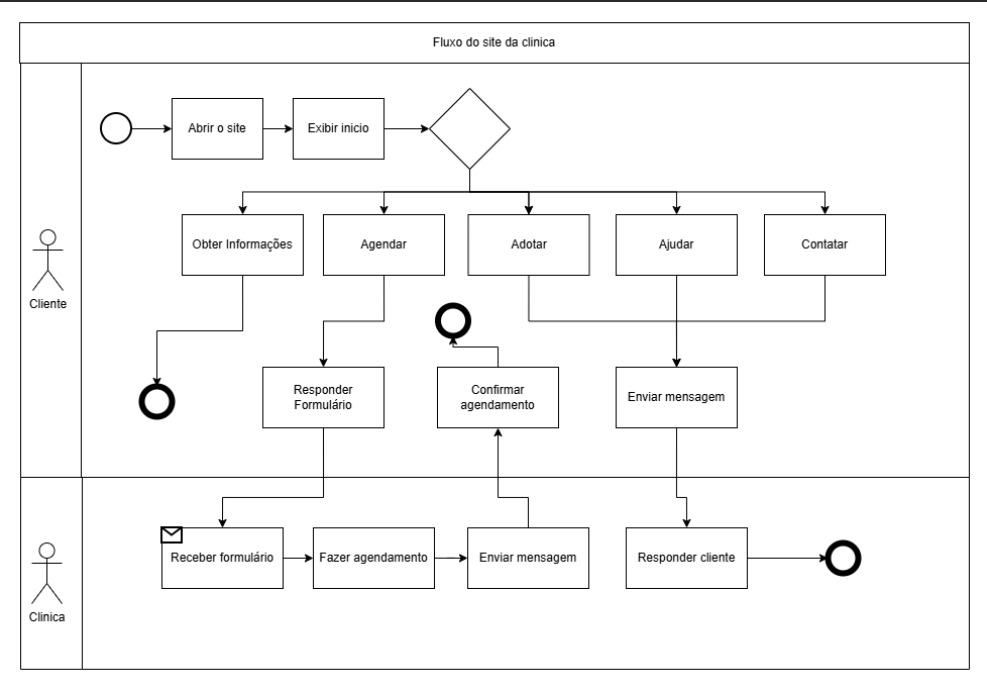 Fluxo do site da clinica
Abrir o site
Exibir inicio
Obter Informações
Agendar
Adotar
Ajudar
Contatar
Cliente
Responder
Formulário
Confirmar
agendamento
Enviar mensagem
Receber formulário
Fazer agendamento
Enviar mensagem
Responder cliente
Clinica